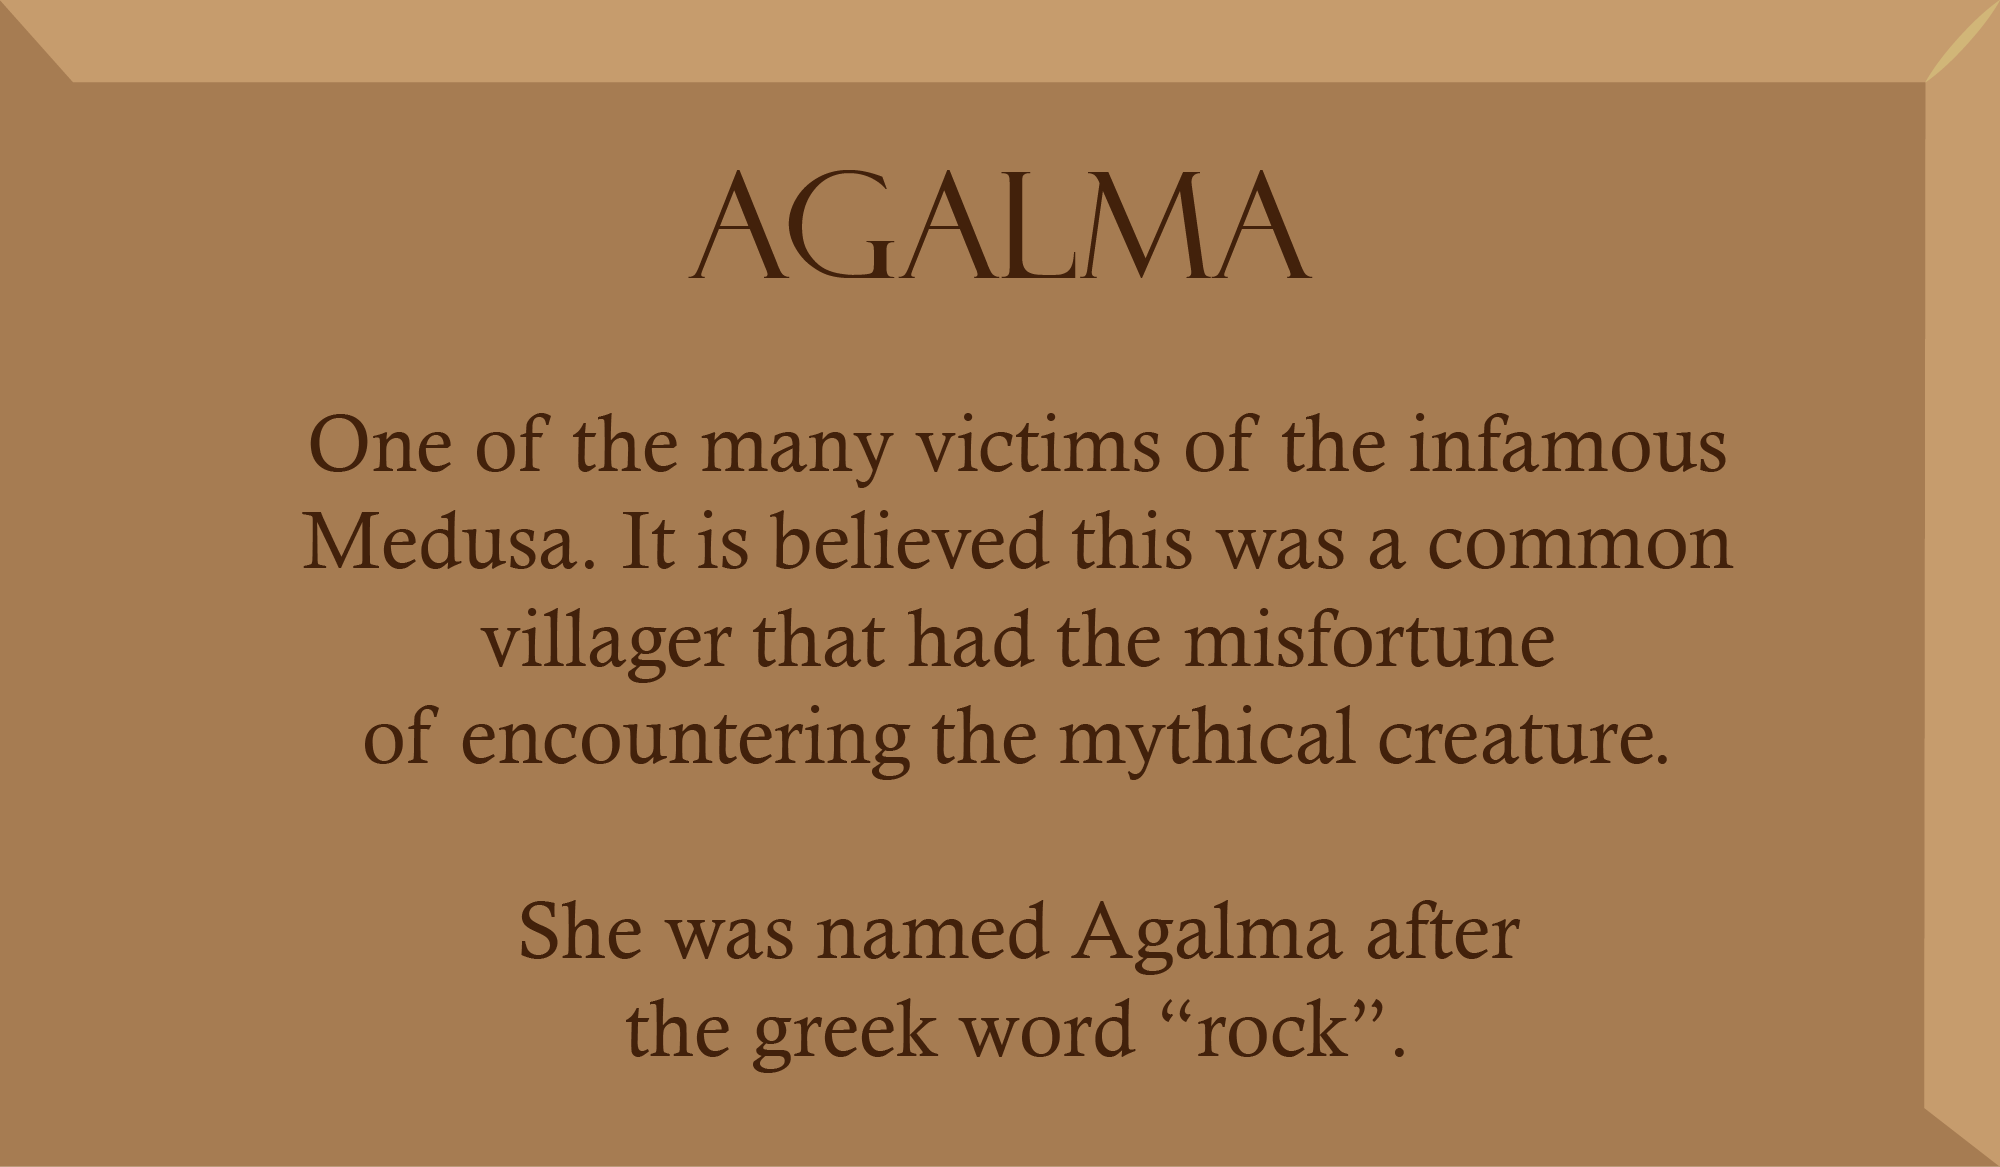 AGALMA
One of the many victims of the infamous
Medusa. It is believed this was a common
villager that had the misfortune
of encountering the mythical creature.
She was named Agalma after
the greek word “rock”.